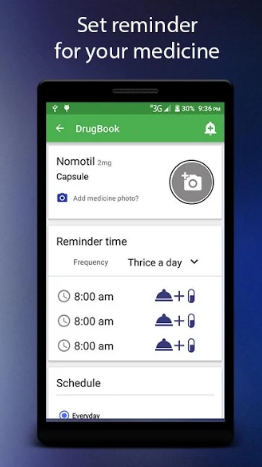 Set reminder
for your medicine
3G 30% 9:36 PM
DrugBook
Nomotil 2mg
Capsule
Add medicine photo?
Reminder time
Frequency Thrice a day
8:00 am
8:00 am
8:00 am
Schedule
Everyday